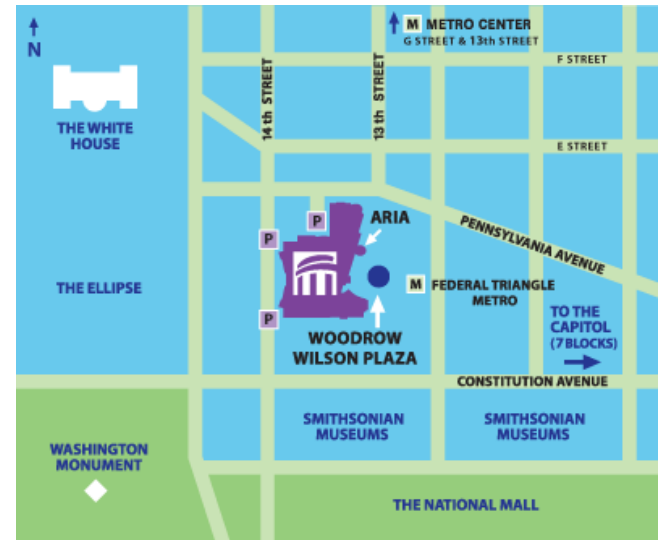 M METRO CENTER
G STREET & 13th STREET
N
F STREET
14th STREET
13th STREET
THE WHITE
HOUSE
E STREET
P
ARIA
PENNSYLVANIA AVENUE
P
THE ELLIPSE
M FEDERAL TRIANGLE
METRO
P
TO THE
CAPITOL
(7 BLOCKS)
WOODROW
WILSON PLAZA
CONSTITUTION AVENUE
SMITHSONIAN
MUSEUMS
SMITHSONIAN
MUSEUMS
WASHINGTON
MONUMENT
THE NATIONAL MALL